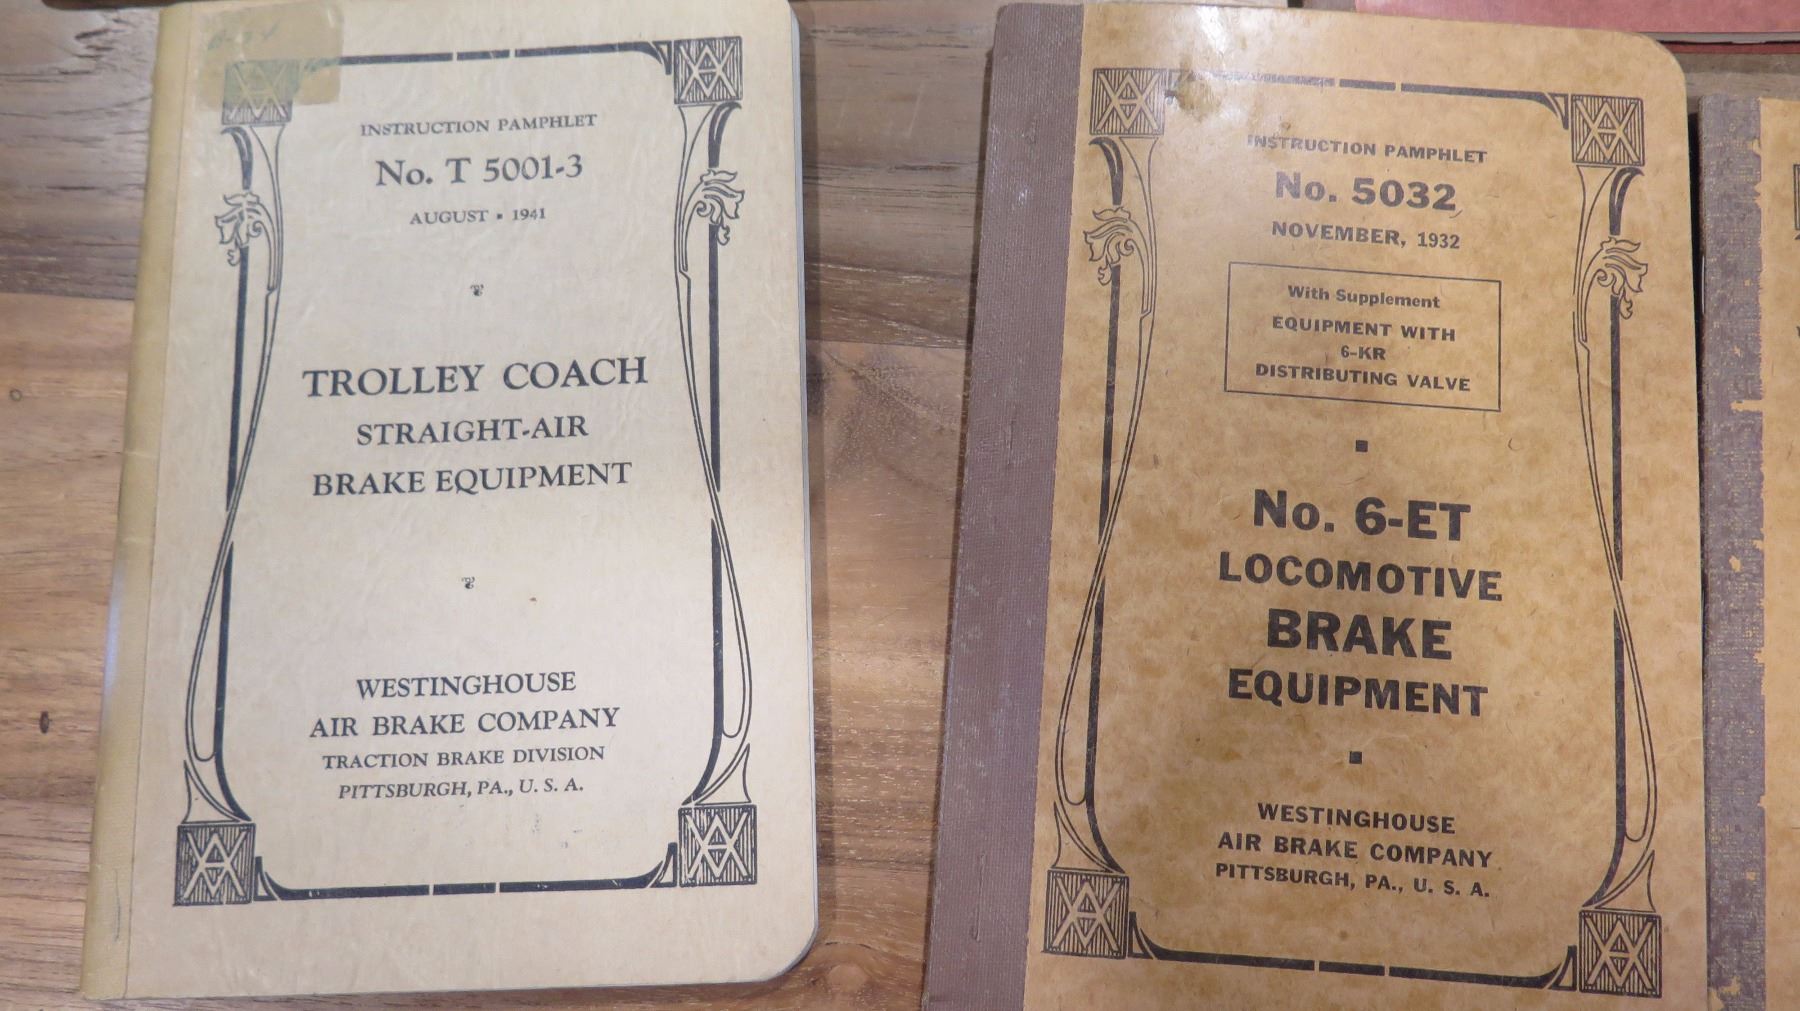 INSTRUCTION PAMPHLET
No. T 5001-3
AUGUST ▪ 1941
TROLLEY COACH
STRAIGHT-AIR
BRAKE EQUIPMENT
WESTINGHOUSE
AIR BRAKE COMPANY
TRACTION BRAKE DIVISION
PITTSBURGH, PA., U. S. A.
INSTRUCTION PAMPHLET
No. 5032
NOVEMBER, 1932
With Supplement
EQUIPMENT WITH
6-KR
DISTRIBUTING VALVE
No. 6-ET
LOCOMOTIVE
BRAKE
EQUIPMENT
WESTINGHOUSE
AIR BRAKE COMPANY
PITTSBURGH, PA., U. S. A.